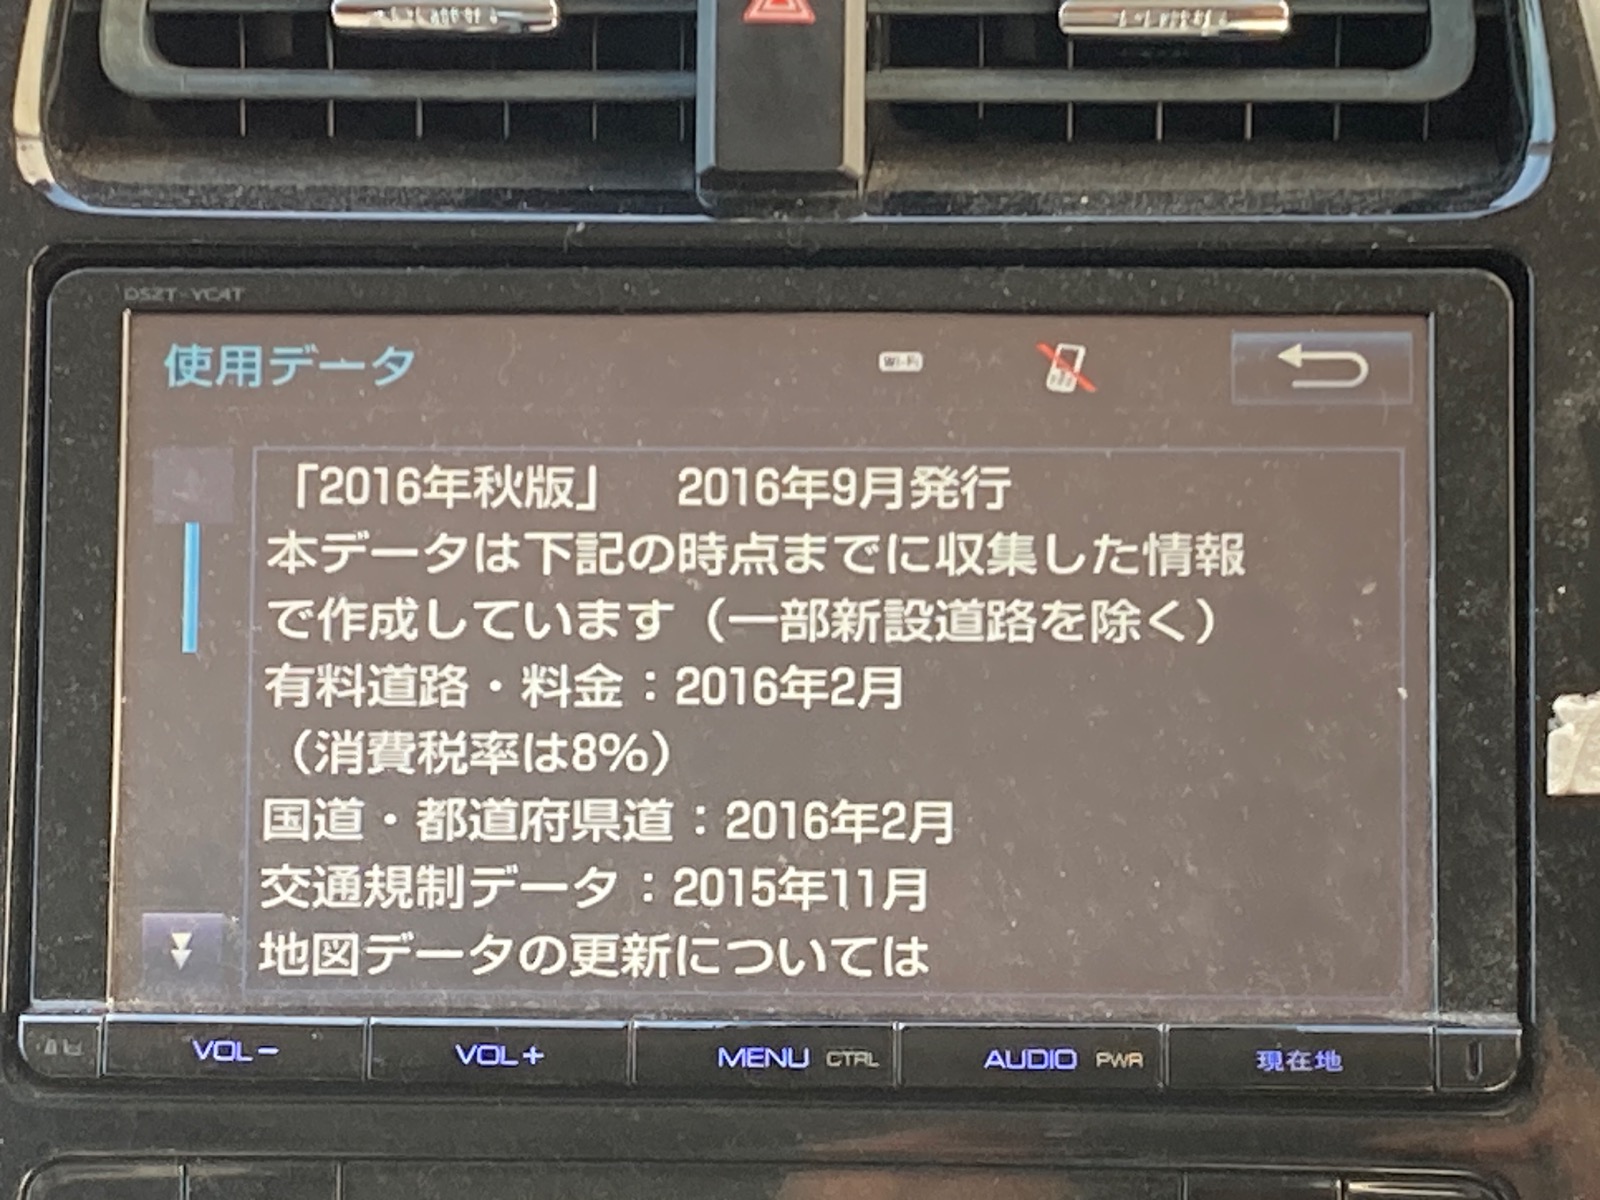 DSZT-YC4T
使用データ
Wi-Fi
「2016年秋版」　2016年9月発行
本データは下記の時点までに収集した情報
で作成しています（一部新設道路を除く）
有料道路・料金：2016年2月
（消費税率は8%）
国道・都道府県道：2016年2月
交通規制データ：2015年11月
地図データの更新については
VOL－ VOL＋ MENU CTRL AUDIO PWR 現在地